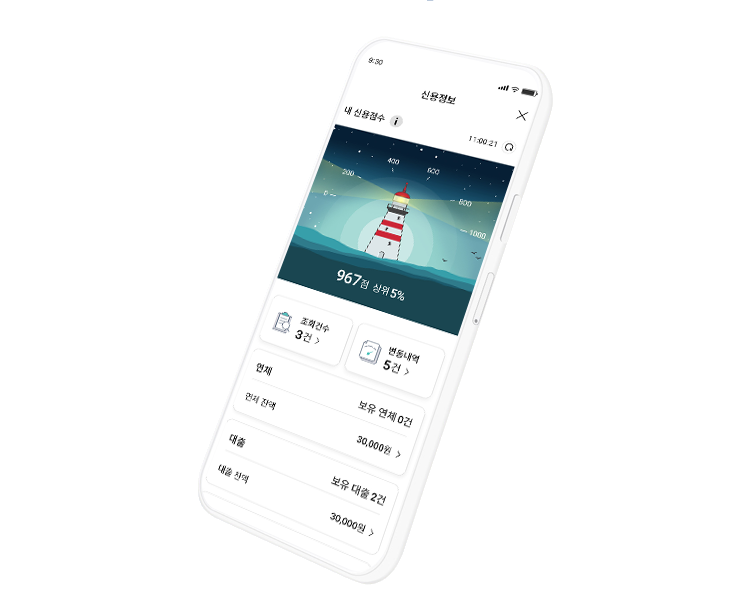 9:30
신용정보
내 신용점수 i
11:00.21
0
200
400
600
800
1000
967점 상위 5%
조회건수
3건
변동내역
5건
연체
보유 연체 0건
연체 잔액
30,000원
대출
보유 대출 2건
대출 잔액
30,000원